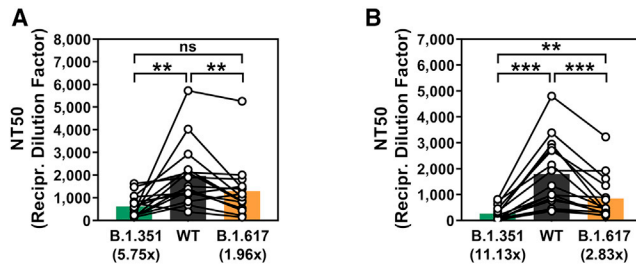 A
NT50
(Recipr. Dilution Factor)
8,000
7,000
6,000
5,000
4,000
3,000
2,000
1,000
0
ns
** **
B.1.351 WT B.1.617
(5.75x) (1.96x)
B
NT50
(Recipr. Dilution Factor)
7,000
6,000
5,000
4,000
3,000
2,000
1,000
0
**
*** ***
B.1.351 WT B.1.617
(11.13x) (2.83x)